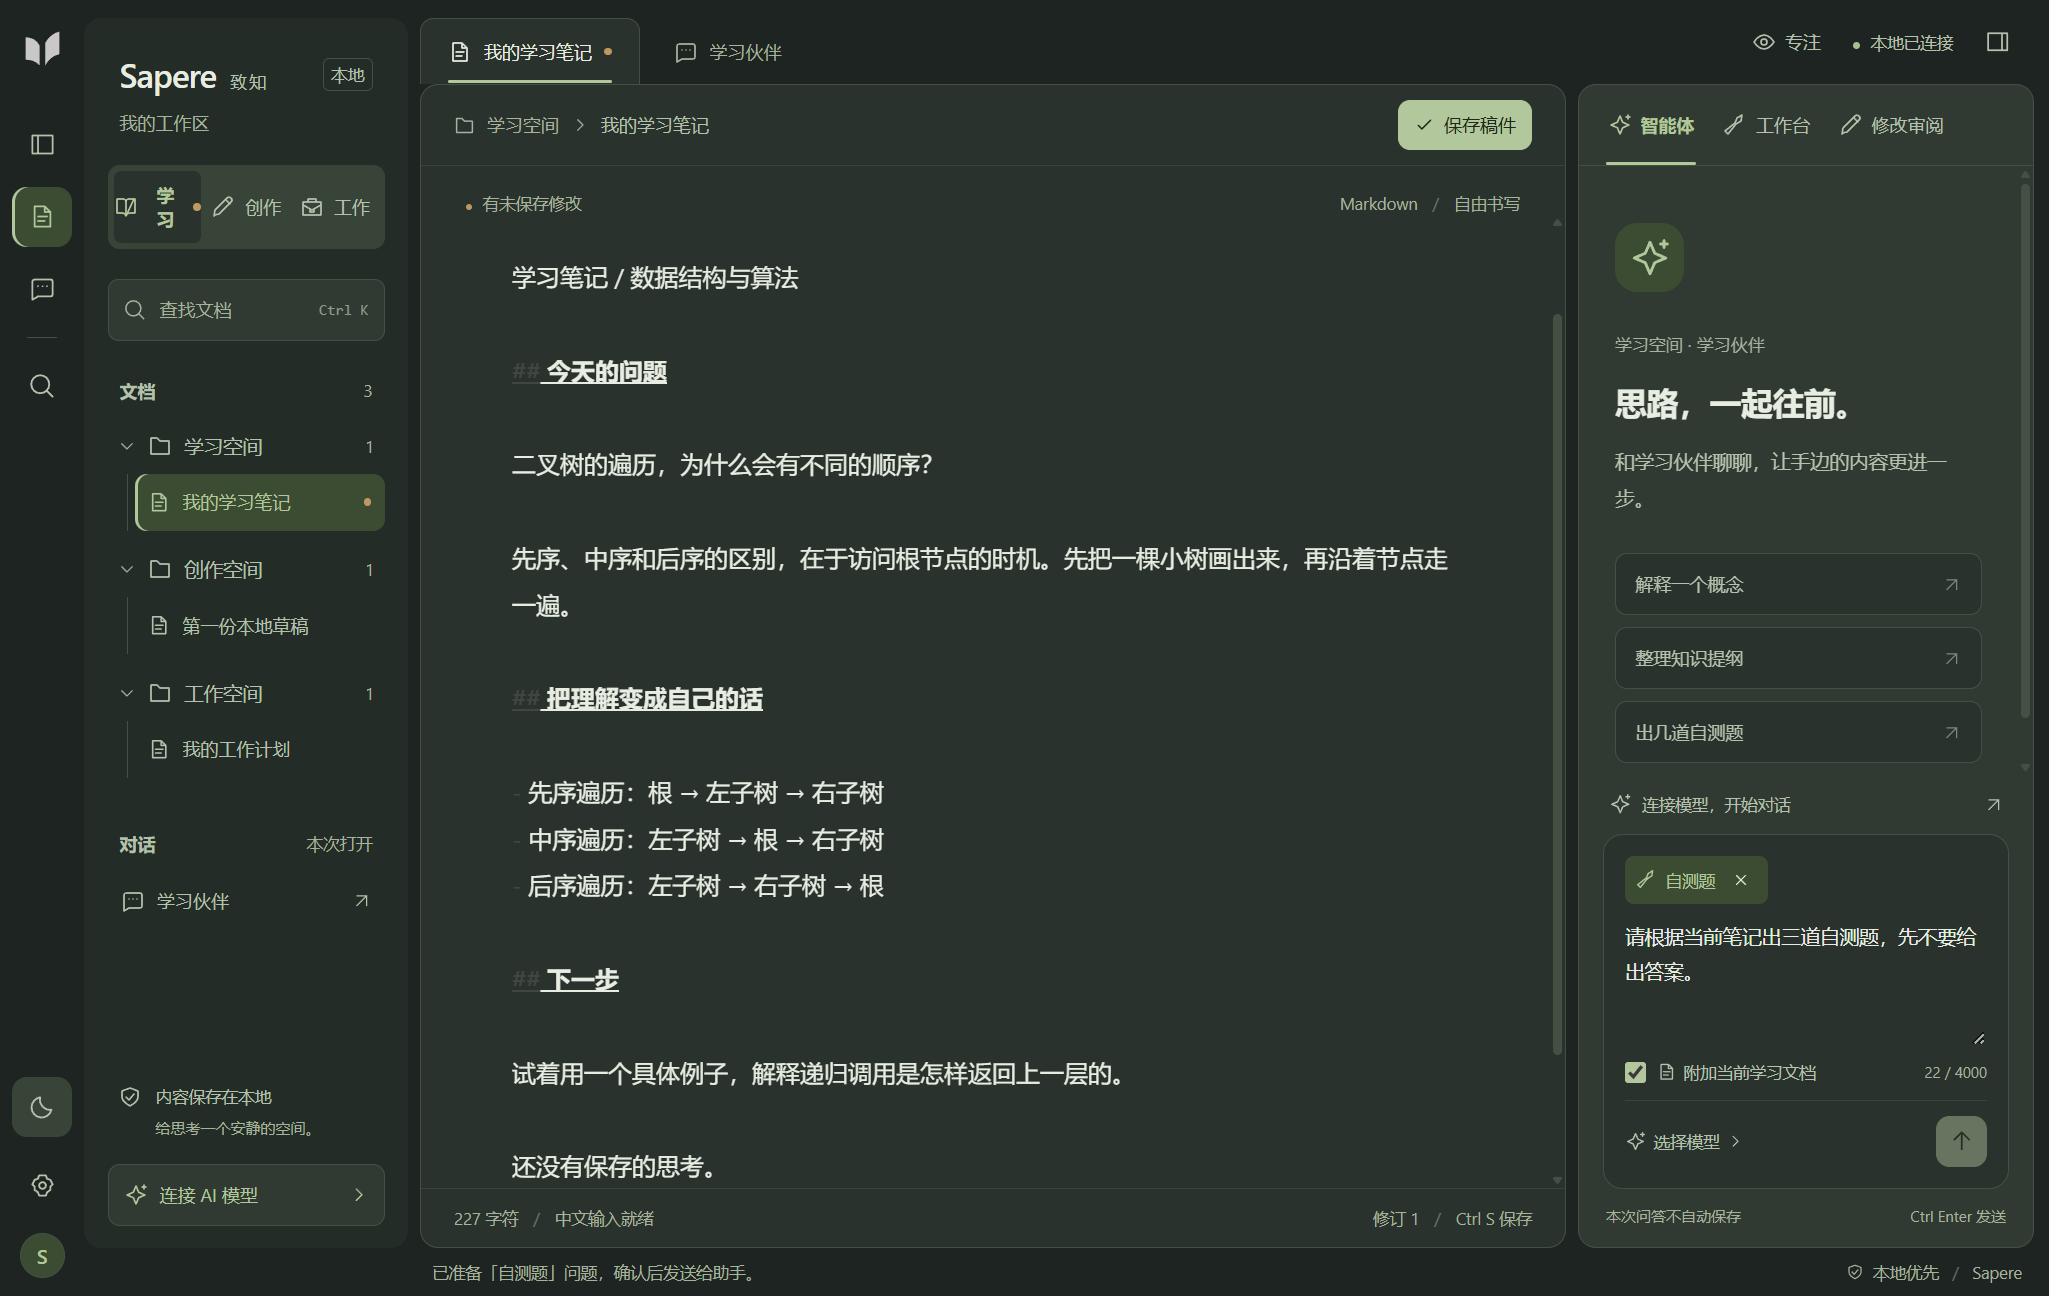 Sapere 致知
本地
我的工作区
学习
创作
工作
查找文档
Ctrl K
文档
3
学习空间
1
我的学习笔记
创作空间
1
第一份本地草稿
工作空间
1
我的工作计划
对话
本次打开
学习伙伴
内容保存在本地
给思考一个安静的空间。
连接 AI 模型
S
我的学习笔记
学习伙伴
专注
本地已连接
学习空间 > 我的学习笔记
保存稿件
有未保存修改
Markdown / 自由书写
学习笔记 / 数据结构与算法
## 今天的问题
二叉树的遍历，为什么会有不同的顺序？
先序、中序和后序的区别，在于访问根节点的时机。先把一棵小树画出来，再沿着节点走
一遍。
## 把理解变成自己的话
- 先序遍历：根 → 左子树 → 右子树
- 中序遍历：左子树 → 根 → 右子树
- 后序遍历：左子树 → 右子树 → 根
## 下一步
试着用一个具体例子，解释递归调用是怎样返回上一层的。
还没有保存的思考。
227 字符 / 中文输入就绪
修订 1 / Ctrl S 保存
智能体
工作台
修改审阅
学习空间 · 学习伙伴
思路，一起往前。
和学习伙伴聊聊，让手边的内容更进一
步。
解释一个概念
整理知识提纲
出几道自测题
连接模型，开始对话
自测题 ×
请根据当前笔记出三道自测题，先不要给
出答案。
附加当前学习文档
22 / 4000
选择模型
本次问答不自动保存
Ctrl Enter 发送
已准备「自测题」问题，确认后发送给助手。
本地优先 / Sapere